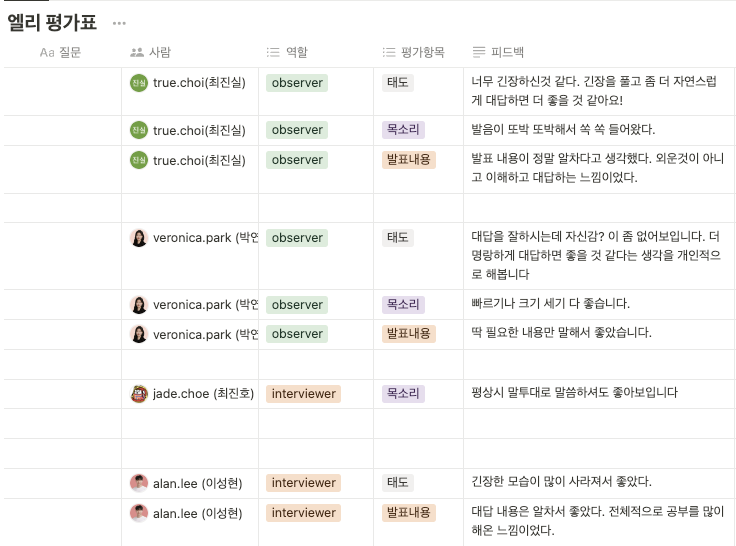 엘리 평가표 ...
Aa 질문 사람 역할 평가항목 피드백
진실 true.choi(최진실) observer 태도 너무 긴장하신것 같다. 긴장을 풀고 좀 더 자연스럽
게 대답하면 더 좋을 것 같아요!
진실 true.choi(최진실) observer 목소리 발음이 또박 또박해서 쏙 쏙 들어왔다.
진실 true.choi(최진실) observer 발표내용 발표 내용이 정말 알차다고 생각했다. 외운것이 아니
고 이해하고 대답하는 느낌이었다.
veronica.park (박연 observer 태도 대답을 잘하시는데 자신감? 이 좀 없어보입니다. 더
명랑하게 대답하면 좋을 것 같다는 생각을 개인적으
로 해봅니다
veronica.park (박연 observer 목소리 빠르기나 크기 세기 다 좋습니다.
veronica.park (박연 observer 발표내용 딱 필요한 내용만 말해서 좋았습니다.
jade.choe (최진호) interviewer 목소리 평상시 말투대로 말씀하셔도 좋아보입니다
alan.lee (이성현) interviewer 태도 긴장한 모습이 많이 사라져서 좋았다.
alan.lee (이성현) interviewer 발표내용 대답 내용은 알차서 좋았다. 전체적으로 공부를 많이
해온 느낌이었다.